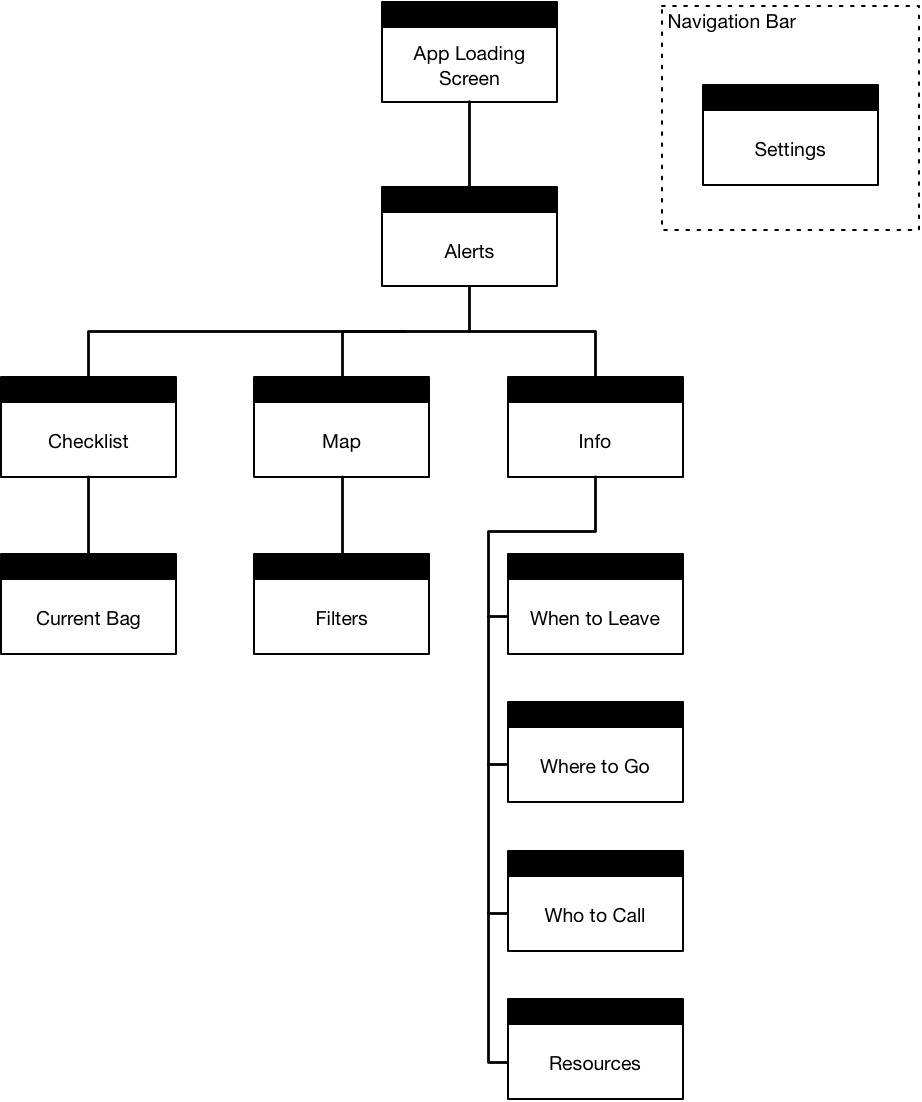 App Loading
Screen
Navigation Bar
Settings
Alerts
Checklist
Map
Info
Current Bag
Filters
When to Leave
Where to Go
Who to Call
Resources